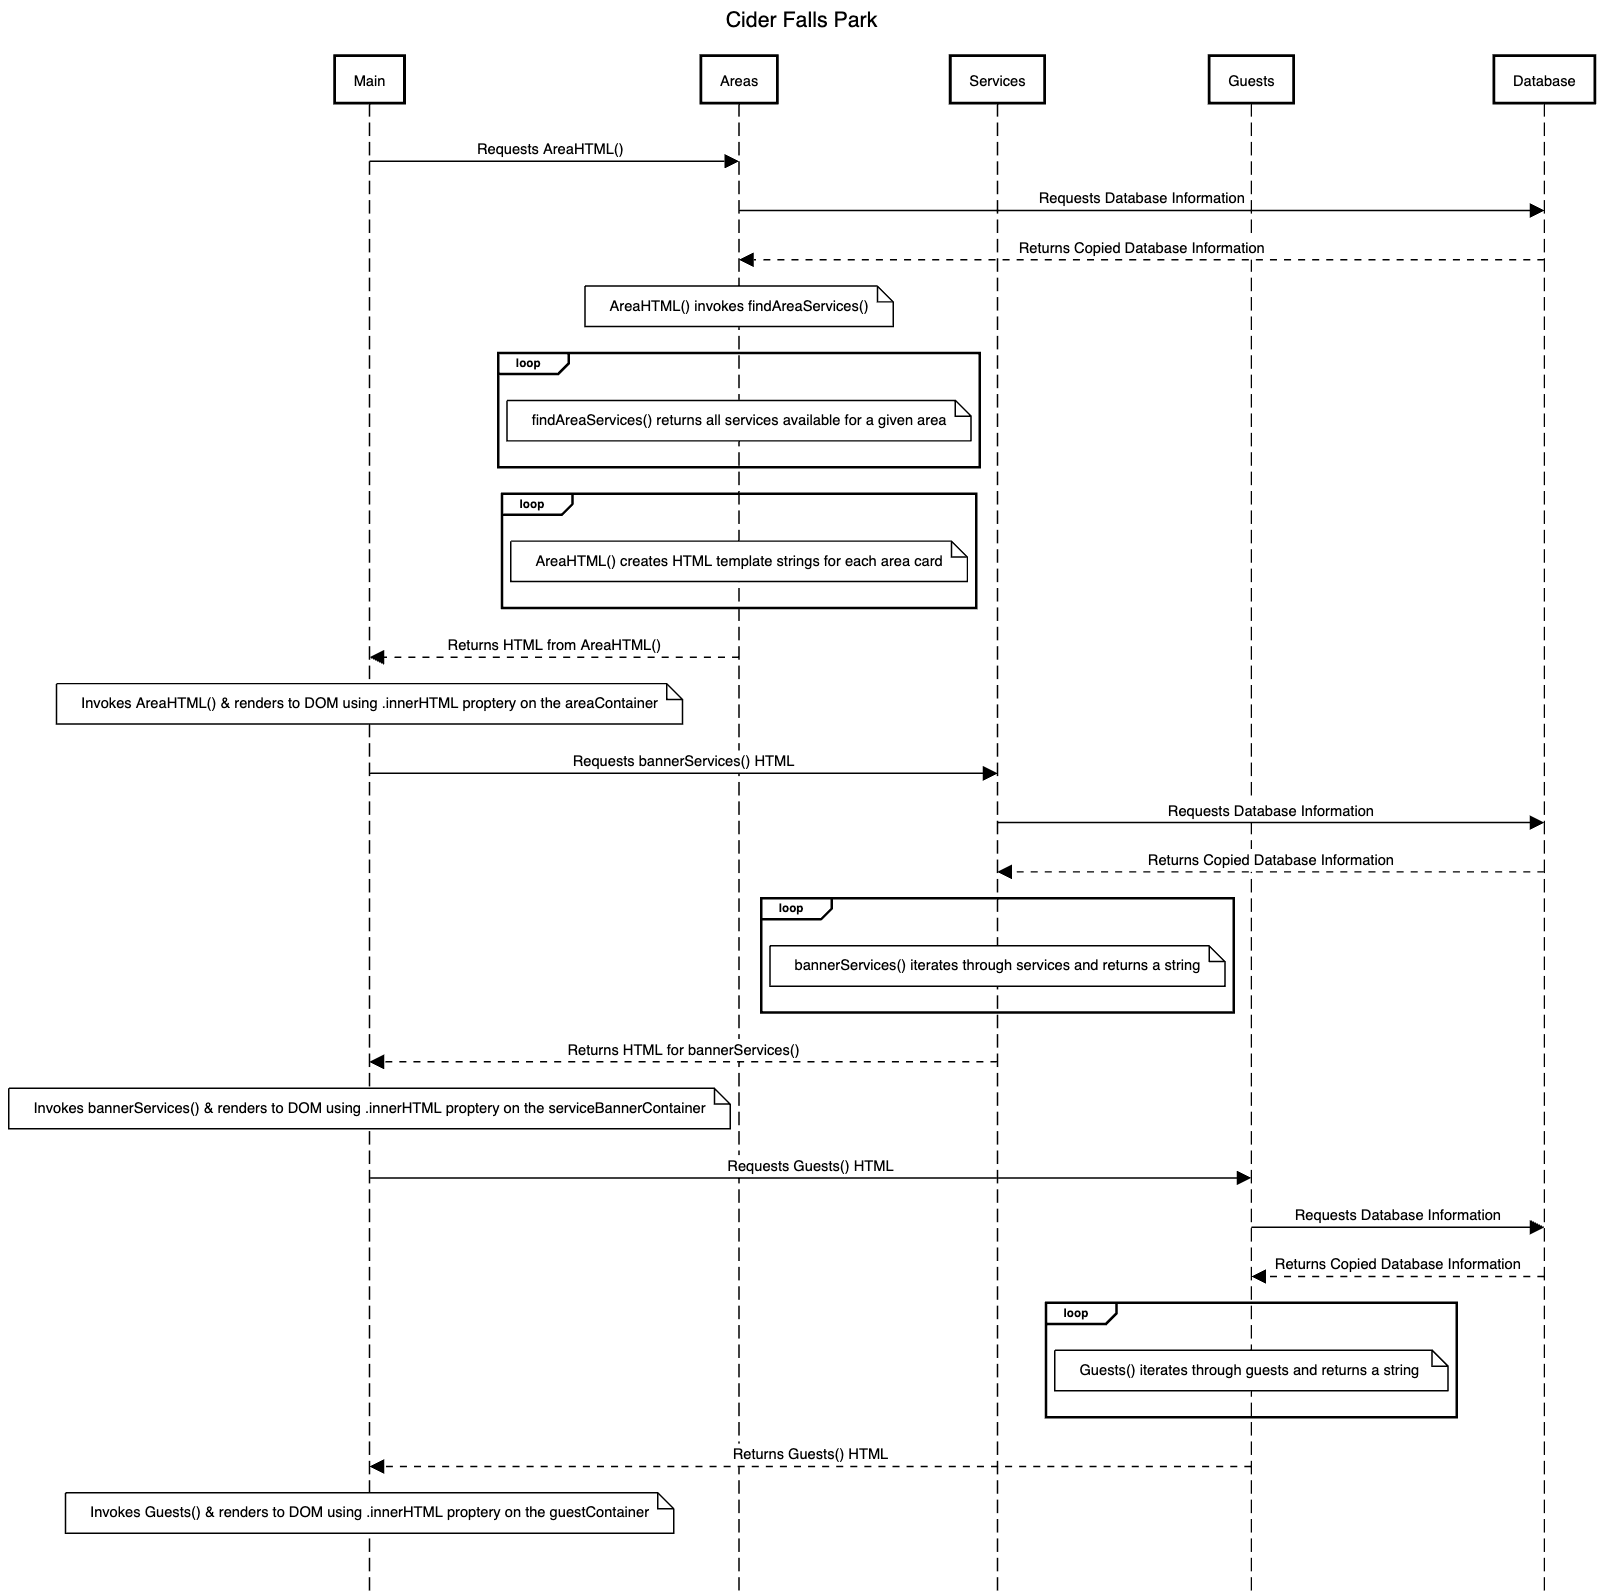 Cider Falls Park
Main
Areas
Services
Guests
Database
Requests AreaHTML()
Requests Database Information
Returns Copied Database Information
AreaHTML() invokes findAreaServices()
loop
findAreaServices() returns all services available for a given area
loop
AreaHTML() creates HTML template strings for each area card
Returns HTML from AreaHTML()
Invokes AreaHTML() & renders to DOM using .innerHTML proptery on the areaContainer
Requests bannerServices() HTML
Requests Database Information
Returns Copied Database Information
loop
bannerServices() iterates through services and returns a string
Returns HTML for bannerServices()
Invokes bannerServices() & renders to DOM using .innerHTML proptery on the serviceBannerContainer
Requests Guests() HTML
Requests Database Information
Returns Copied Database Information
loop
Guests() iterates through guests and returns a string
Returns Guests() HTML
Invokes Guests() & renders to DOM using .innerHTML proptery on the guestContainer